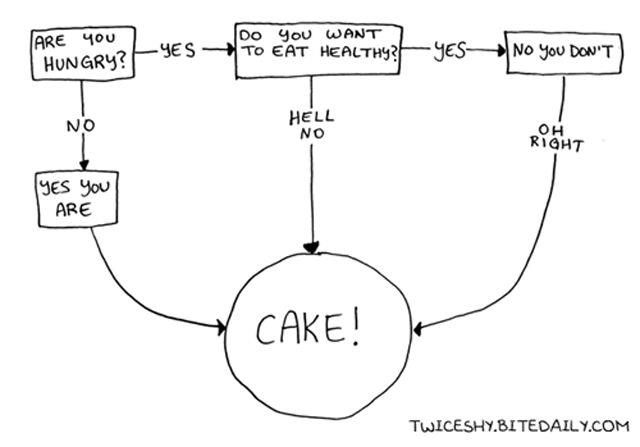 ARE YOU
HUNGRY?
YES
DO YOU WANT
TO EAT HEALTHY?
YES
NO YOU DON'T
NO
HELL
NO
OH
RIGHT
YES YOU
ARE
CAKE!
TWICESHY.BITEDAILY.COM